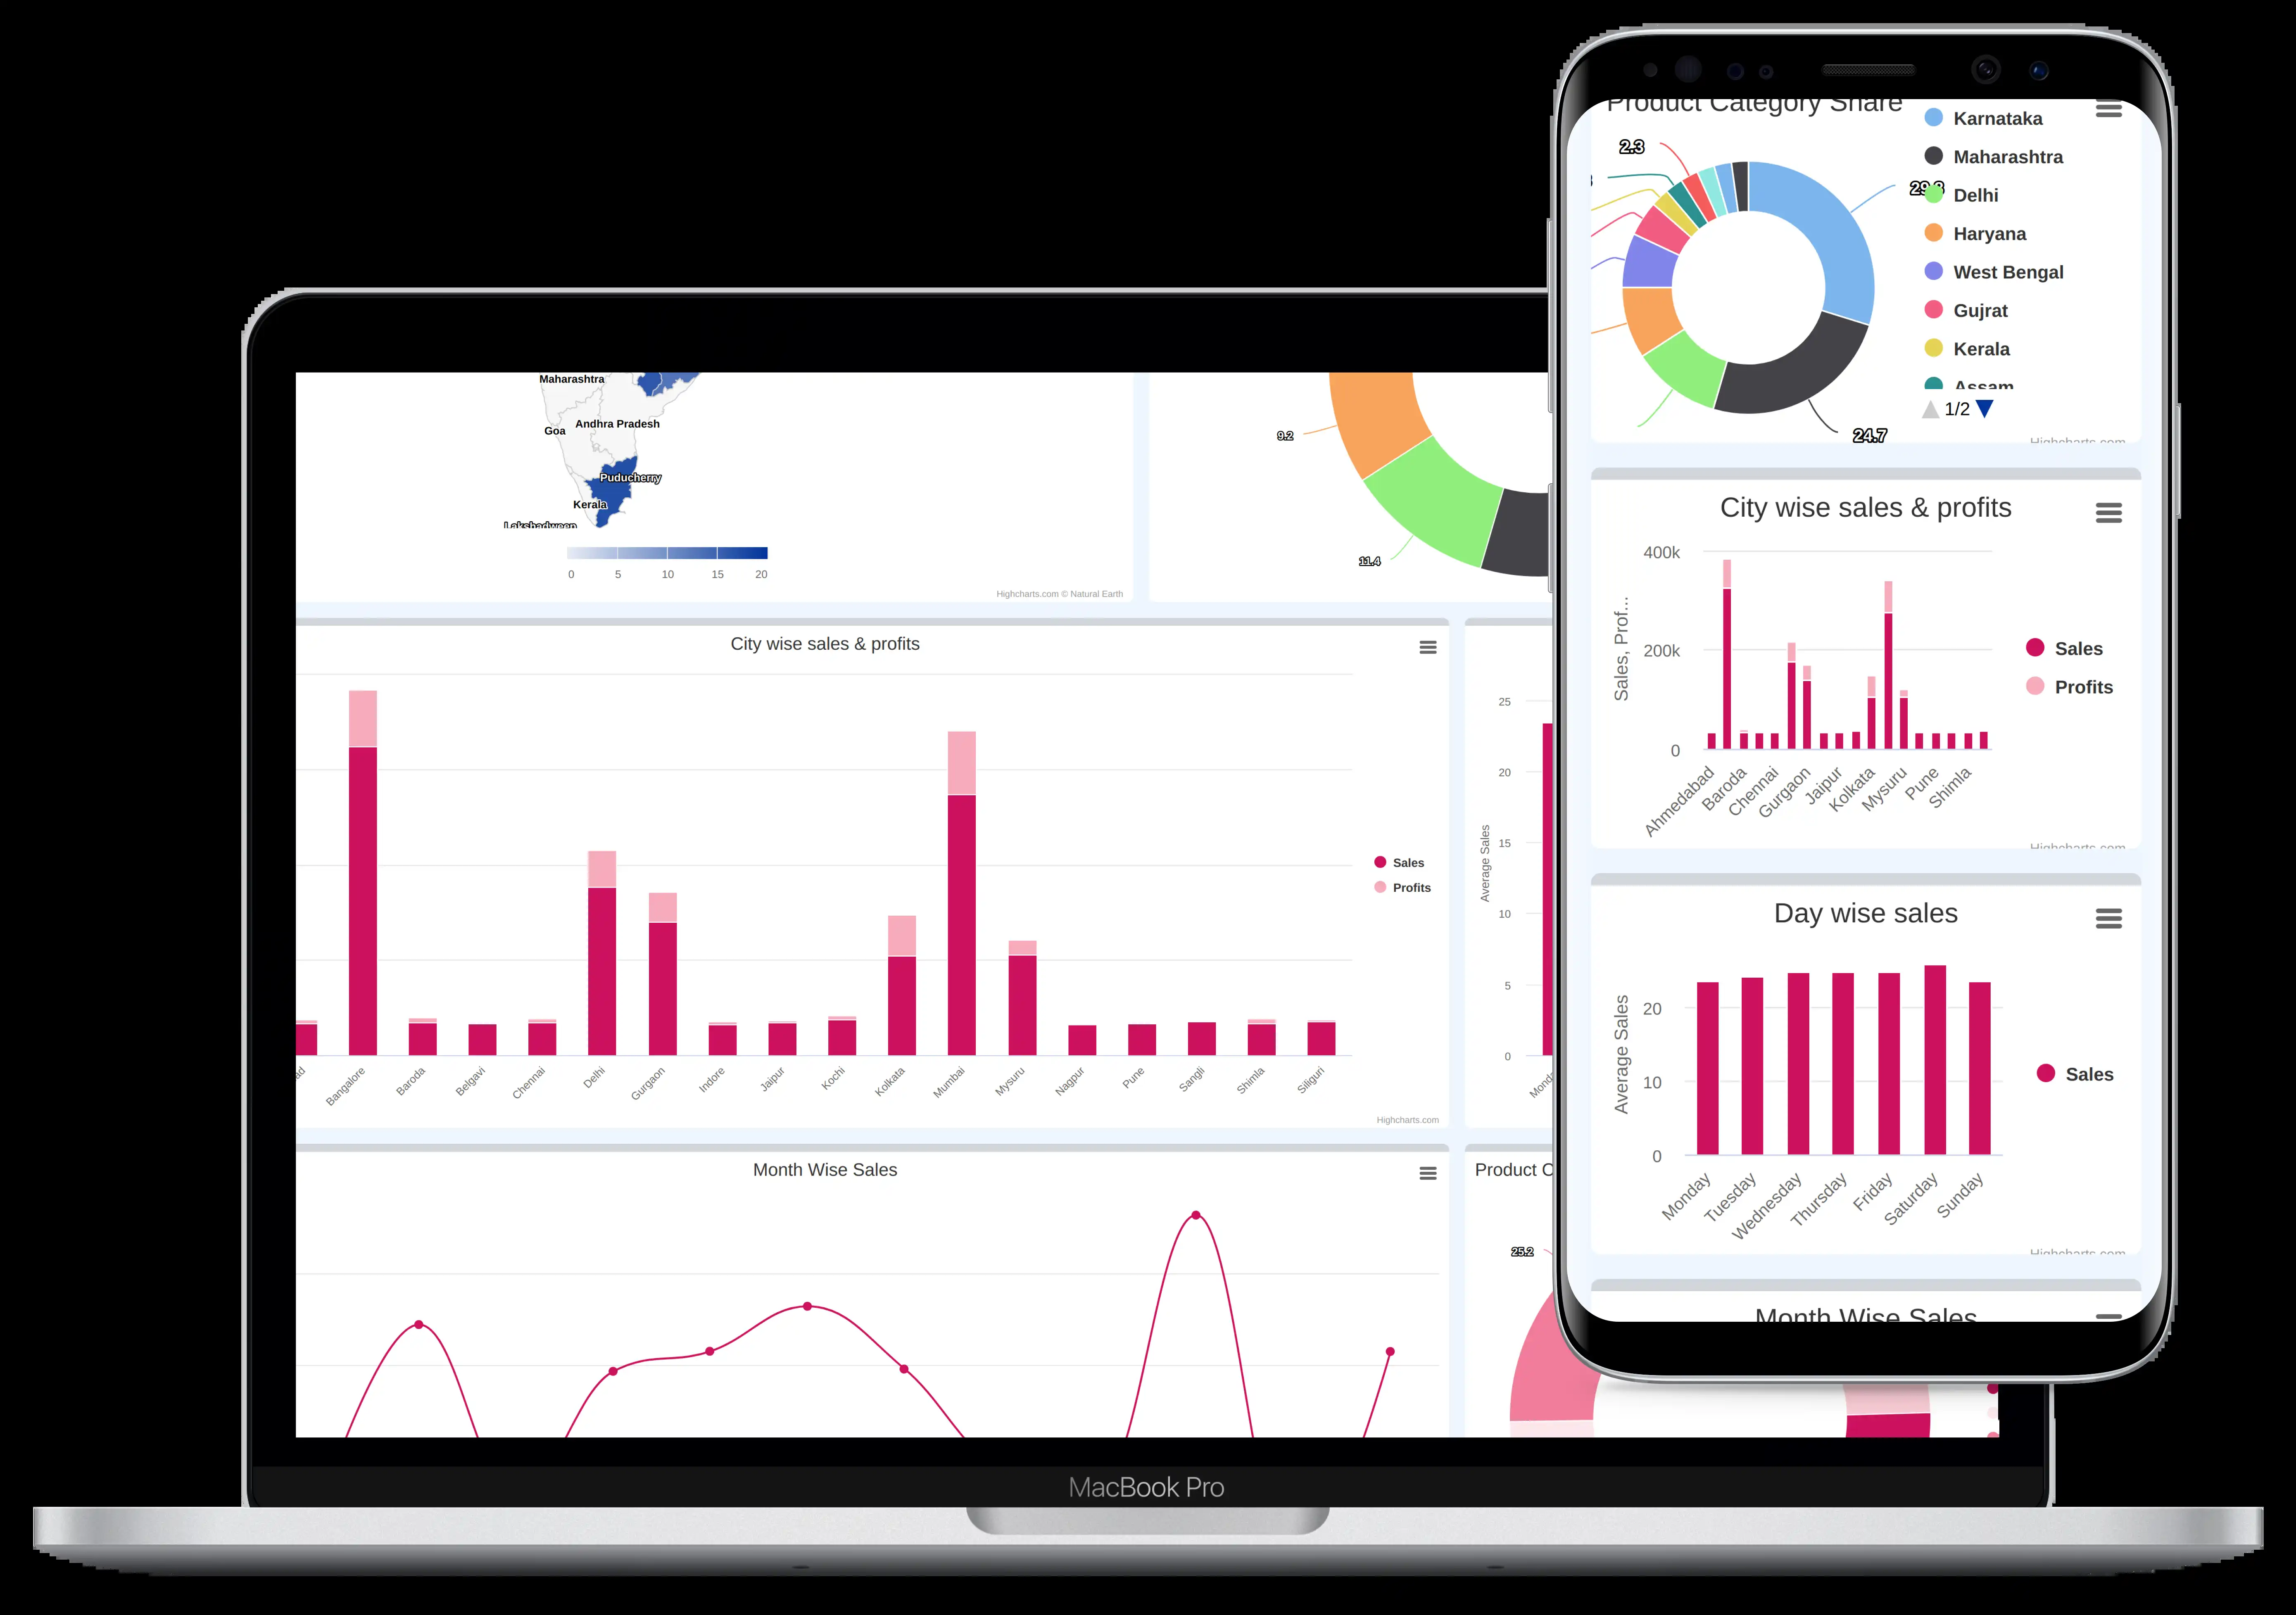 Maharashtra
Goa
Andhra Pradesh
Puducherry
Kerala
Lakshadweep
0 5 10 15 20
Highcharts.com © Natural Earth
9.2
11.4
City wise sales & profits
Sales
Profits
Bangalore
Baroda
Belgavi
Chennai
Delhi
Gurgaon
Indore
Jaipur
Kochi
Kolkata
Mumbai
Mysuru
Nagpur
Pune
Sangli
Shimla
Siliguri
Highcharts.com
25
20
15
10
5
0
Average Sales
Month Wise Sales
Product C
25.2
MacBook Pro
Product Category Share
2.3
24.7
Karnataka
Maharashtra
Delhi
Haryana
West Bengal
Gujrat
Kerala
Assam
1/2
Highcharts.com
City wise sales & profits
400k
200k
0
Sales, Prof...
Ahmedabad
Baroda
Chennai
Gurgaon
Jaipur
Kolkata
Mysuru
Pune
Shimla
Sales
Profits
Highcharts.com
Day wise sales
20
10
0
Average Sales
Monday
Tuesday
Wednesday
Thursday
Friday
Saturday
Sunday
Sales
Highcharts.com
Month Wise Sales